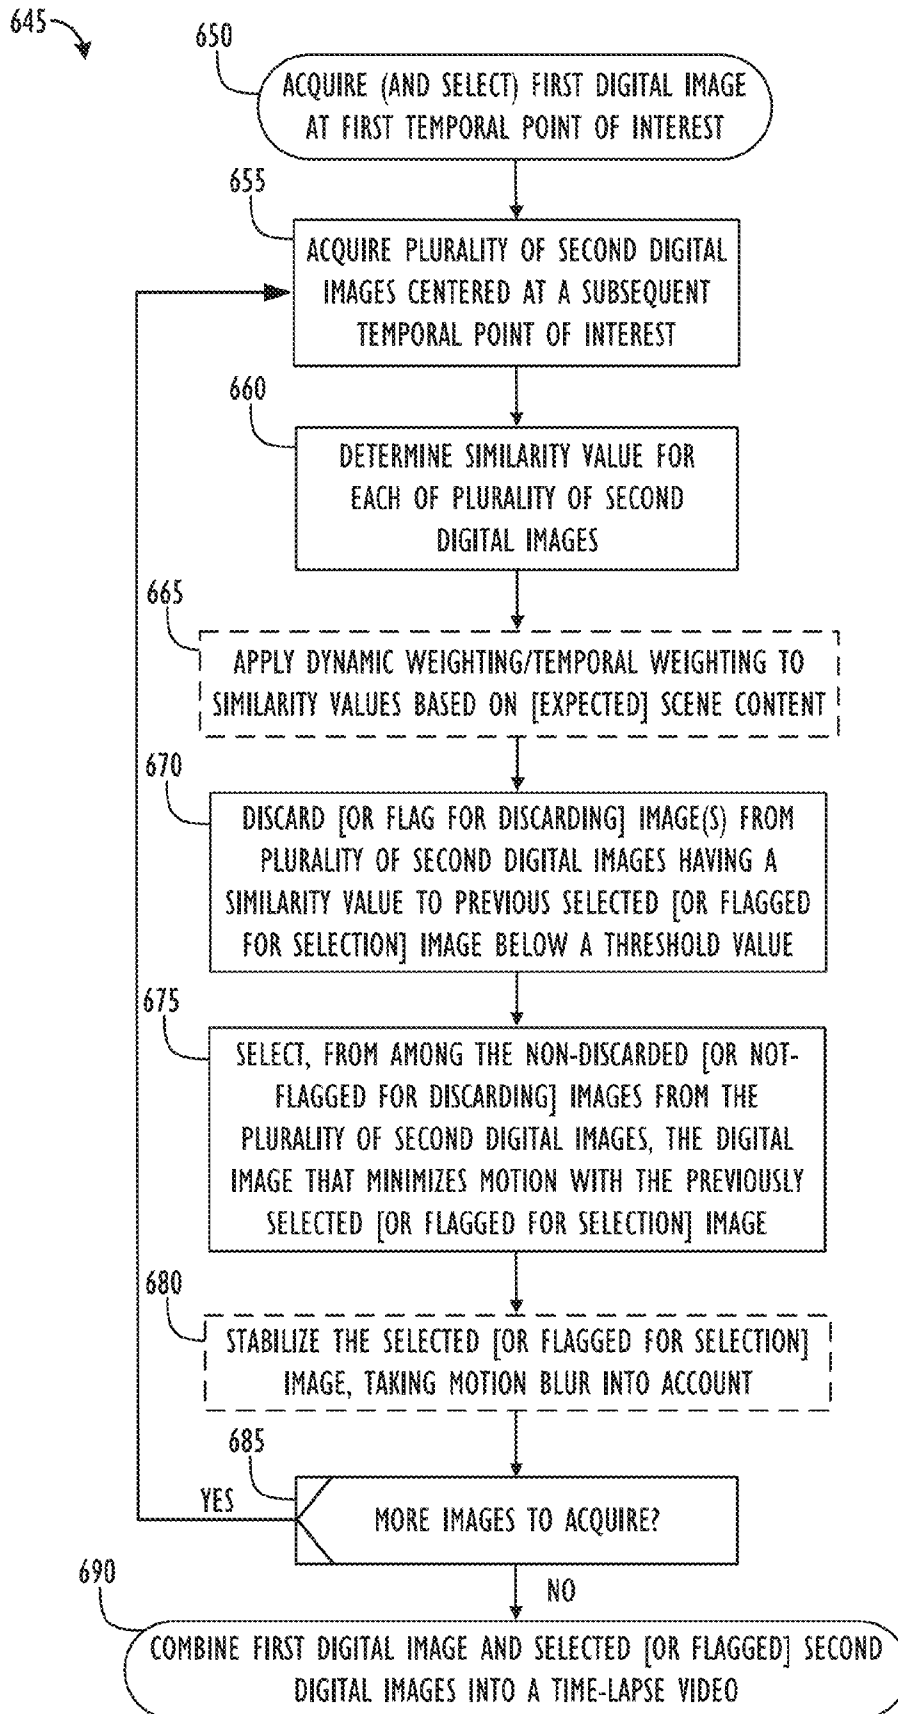 645
650
ACQUIRE (AND SELECT) FIRST DIGITAL IMAGE
AT FIRST TEMPORAL POINT OF INTEREST
655
ACQUIRE PLURALITY OF SECOND DIGITAL
IMAGES CENTERED AT A SUBSEQUENT
TEMPORAL POINT OF INTEREST
660
DETERMINE SIMILARITY VALUE FOR
EACH OF PLURALITY OF SECOND
DIGITAL IMAGES
665
APPLY DYNAMIC WEIGHTING/TEMPORAL WEIGHTING TO
SIMILARITY VALUES BASED ON [EXPECTED] SCENE CONTENT
670
DISCARD [OR FLAG FOR DISCARDING] IMAGE(S) FROM
PLURALITY OF SECOND DIGITAL IMAGES HAVING A
SIMILARITY VALUE TO PREVIOUS SELECTED [OR FLAGGED
FOR SELECTION] IMAGE BELOW A THRESHOLD VALUE
675
SELECT, FROM AMONG THE NON-DISCARDED [OR NOT-
FLAGGED FOR DISCARDING] IMAGES FROM THE
PLURALITY OF SECOND DIGITAL IMAGES, THE DIGITAL
IMAGE THAT MINIMIZES MOTION WITH THE PREVIOUSLY
SELECTED [OR FLAGGED FOR SELECTION] IMAGE
680
STABILIZE THE SELECTED [OR FLAGGED FOR SELECTION]
IMAGE, TAKING MOTION BLUR INTO ACCOUNT
685
YES
MORE IMAGES TO ACQUIRE?
NO
690
COMBINE FIRST DIGITAL IMAGE AND SELECTED [OR FLAGGED] SECOND
DIGITAL IMAGES INTO A TIME-LAPSE VIDEO